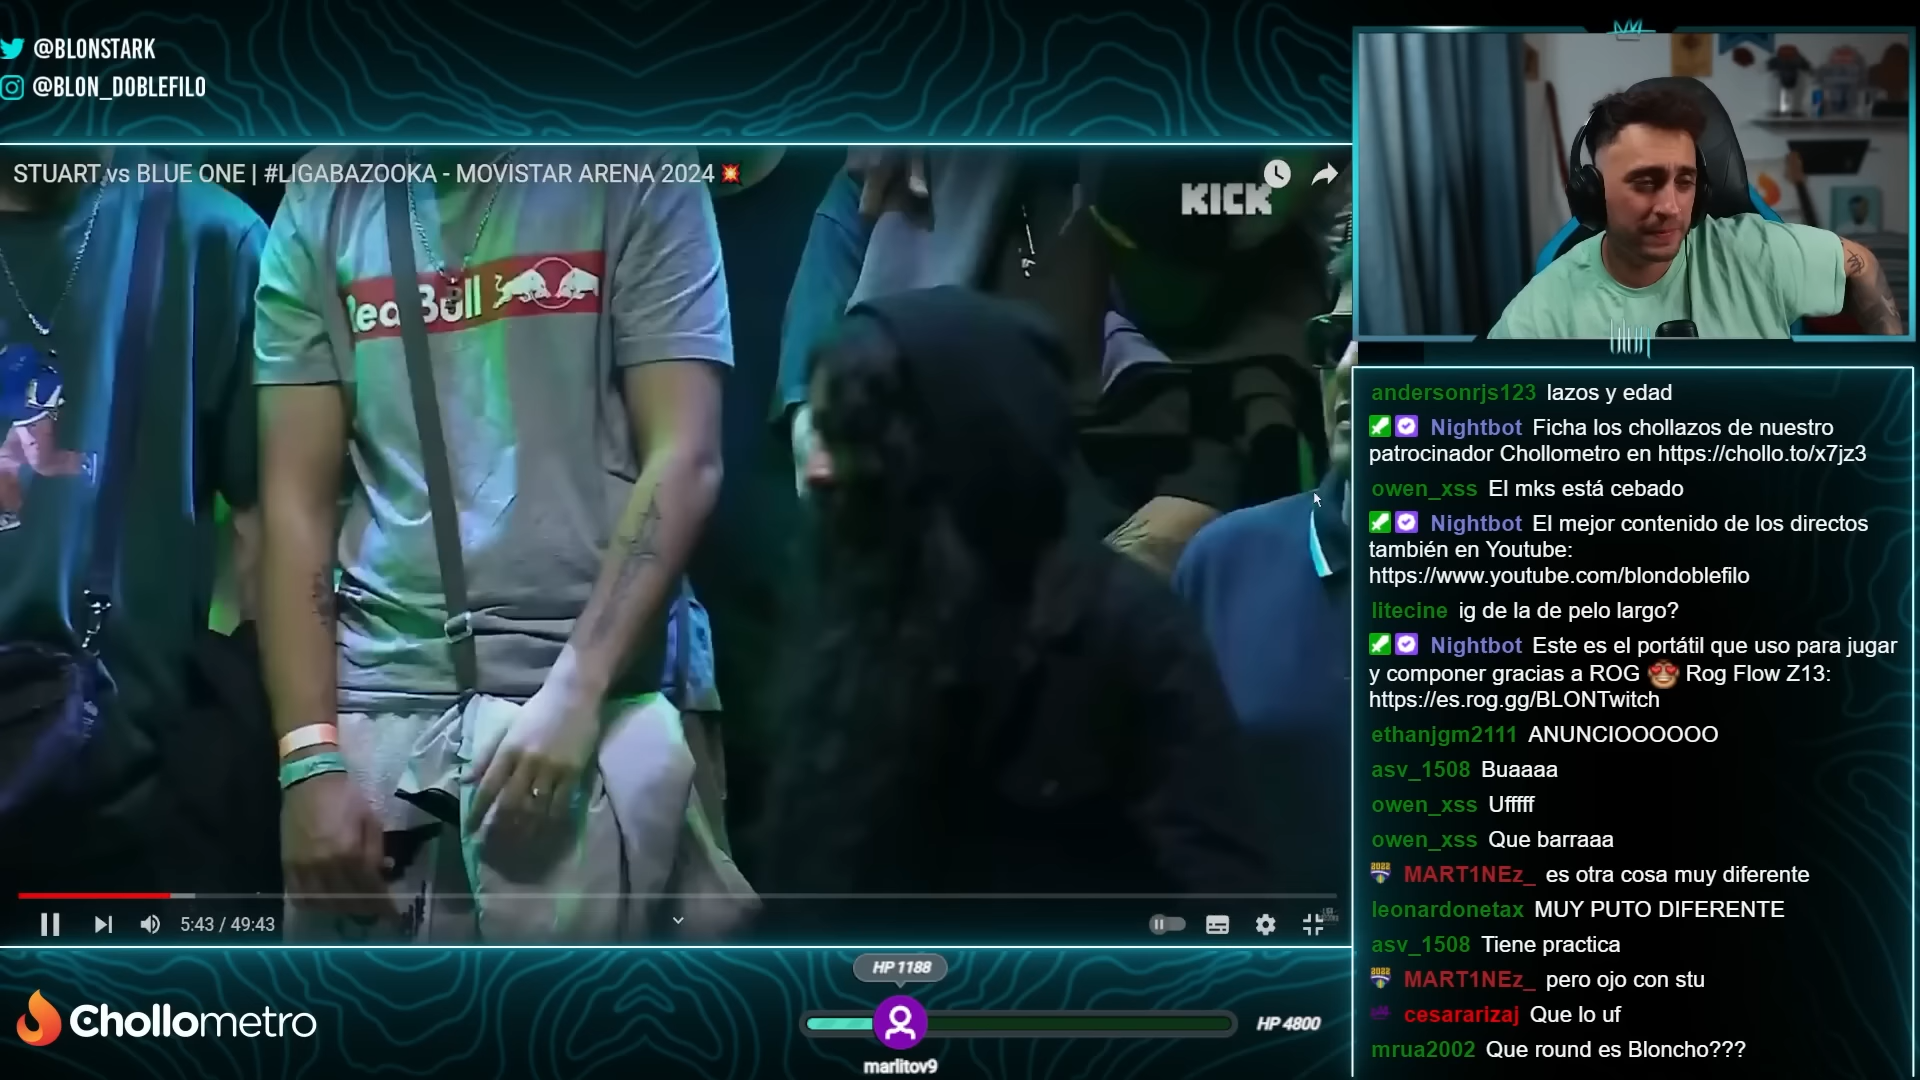 @BLONSTARK
@BLON_DOBLEFILO
STUART vs BLUE ONE | #LIGABAZOOKA - MOVISTAR ARENA 2024 💥
KICK
Red Bull
5:43 / 49:43
Chollometro
HP 1188
HP 4800
marlitov9
andersonrjs123 lazos y edad
Nightbot Ficha los chollazos de nuestro
patrocinador Chollometro en https://chollo.to/x7jz3
owen_xss El mks está cebado
Nightbot El mejor contenido de los directos
también en Youtube:
https://www.youtube.com/blondoblefilo
litecine ig de la de pelo largo?
Nightbot Este es el portátil que uso para jugar
y componer gracias a ROG 😍 Rog Flow Z13:
https://es.rog.gg/BLONTwitch
ethanjgm2111 ANUNCIOOOOOO
asv_1508 Buaaaa
owen_xss Ufffff
owen_xss Que barraaa
MART1NEz_ es otra cosa muy diferente
leonardonetax MUY PUTO DIFERENTE
asv_1508 Tiene practica
MART1NEz_ pero ojo con stu
cesararizaj Que lo uf
mrua2002 Que round es Bloncho???